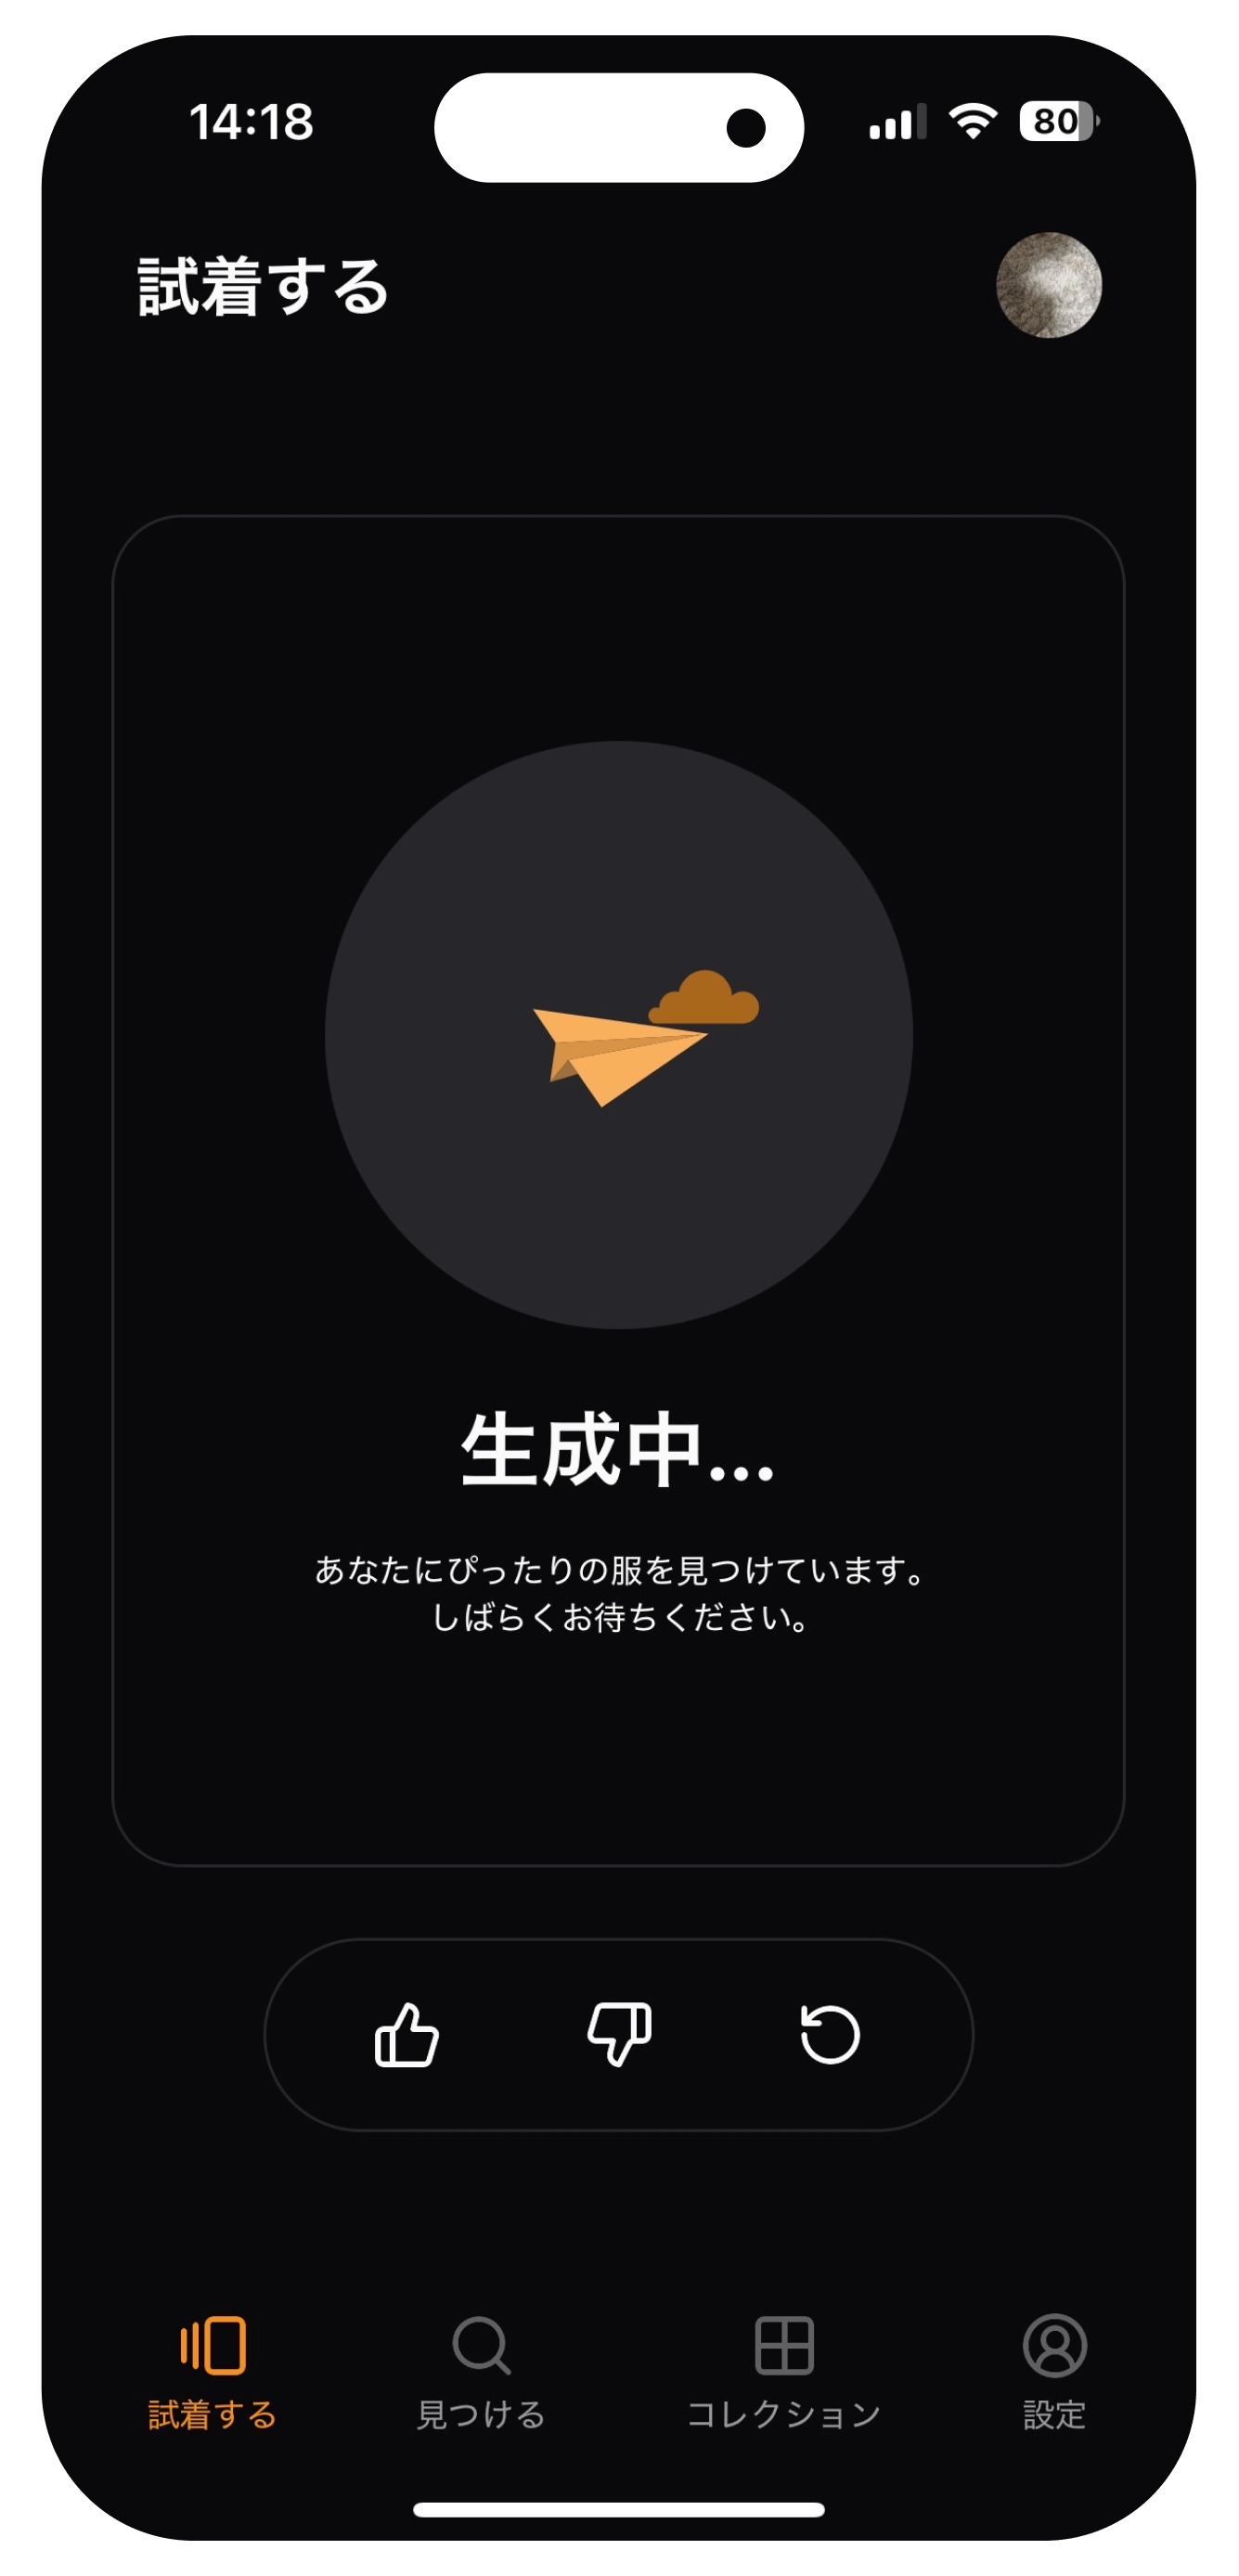 14:18
80
試着する
生成中...
あなたにぴったりの服を見つけています。
しばらくお待ちください。
試着する
見つける
コレクション
設定